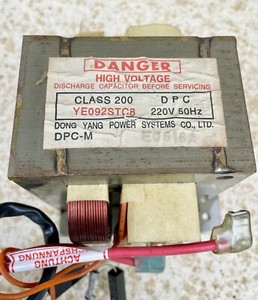 DANGER
HIGH VOLTAGE
DISCHARGE CAPACITOR BEFORE SERVICING
CLASS 200 D P C
YE092STC8 220V 50Hz
DONG YANG POWER SYSTEMS CO., LTD.
DPC-M
ACHTUNG